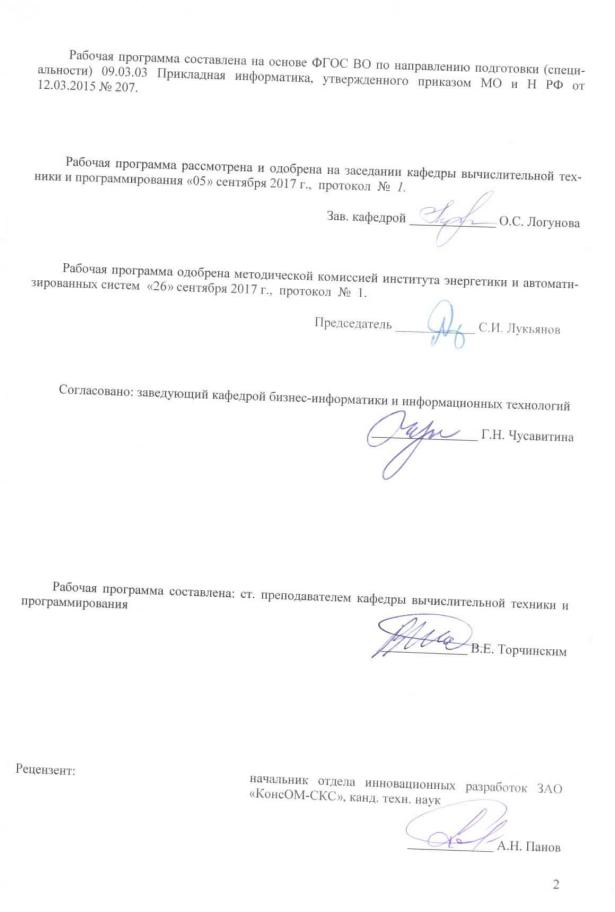 Рабочая программа составлена на основе ФГОС ВО по направлению подготовки (специ-
альности) 09.03.03 Прикладная информатика, утвержденного приказом МО и Н РФ от
12.03.2015 № 207.
Рабочая программа рассмотрена и одобрена на заседании кафедры вычислительной тех-
ники и программирования «05» сентября 2017 г., протокол № 1.
Зав. кафедрой О.С. Логунова
Рабочая программа одобрена методической комиссией института энергетики и автомати-
зированных систем «26» сентября 2017 г., протокол № 1.
Председатель С.И. Лукьянов
Согласовано: заведующий кафедрой бизнес-информатики и информационных технологий
Г.Н. Чусавитина
Рабочая программа составлена: ст. преподавателем кафедры вычислительной техники и
программирования
В.Е. Торчинским
Рецензент:
начальник отдела инновационных разработок ЗАО
«КонсОМ-СКС», канд. техн. наук
А.Н. Панов
2